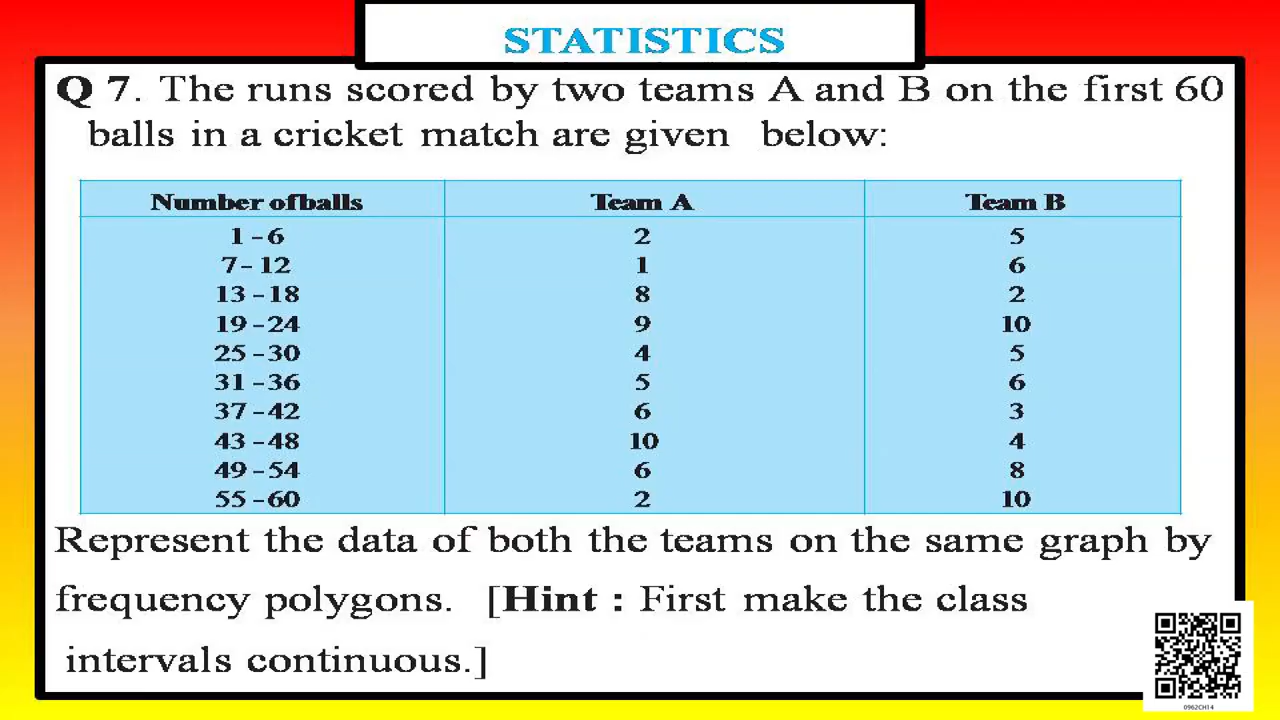 STATISTICS
Q 7. The runs scored by two teams A and B on the first 60
balls in a cricket match are given below:
Number of balls Team A Team B
1 - 6 2 5
7 - 12 1 6
13 - 18 8 2
19 - 24 9 10
25 - 30 4 5
31 - 36 5 6
37 - 42 6 3
43 - 48 10 4
49 - 54 6 8
55 - 60 2 10
Represent the data of both the teams on the same graph by
frequency polygons. [Hint : First make the class
intervals continuous.]
0962CH14